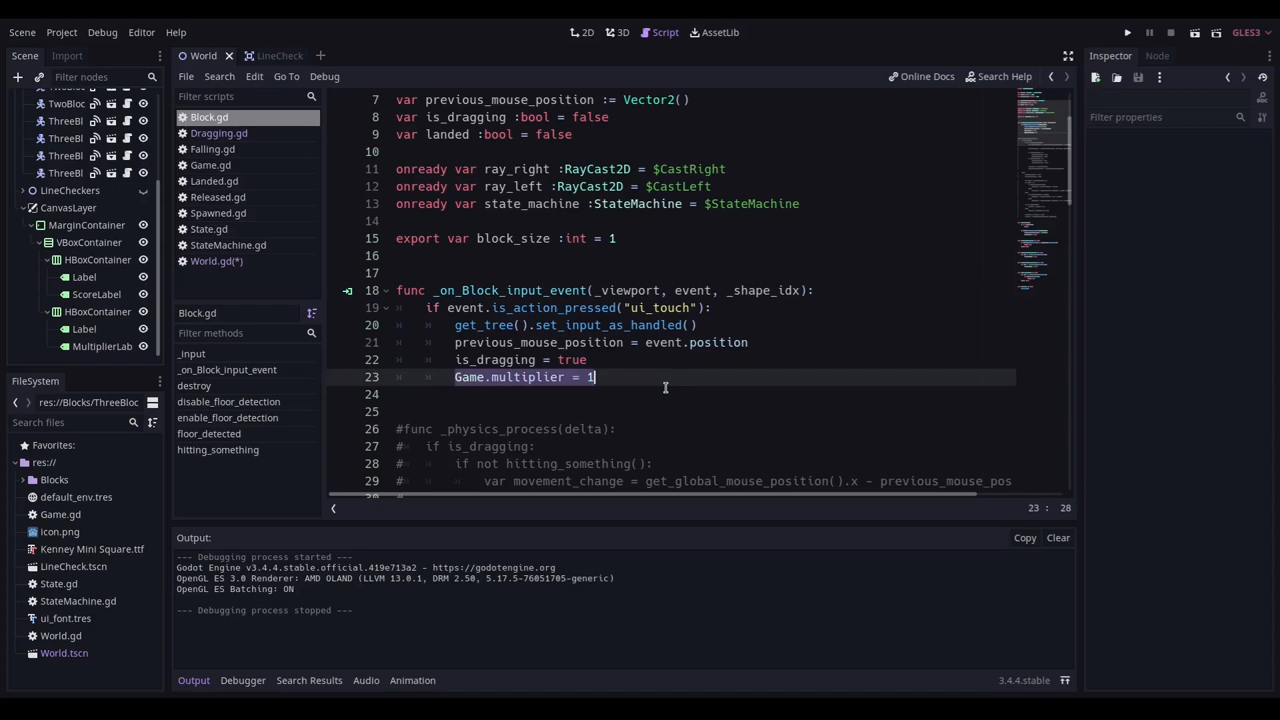 Scene Project Debug Editor Help
2D 3D Script AssetLib
GLES3
Scene Import
Filter nodes
TwoBloc
ThreeBl
ThreeBl
ThreeBl
ThreeBl
LineCheckers
CanvasLayer
MarginContainer
VBoxContainer
HBoxContainer
Label
ScoreLabel
HBoxContainer
Label
MultiplierLab
FileSystem
res://Blocks/ThreeBloc
Search files
Favorites:
res://
Blocks
default_env.tres
Game.gd
icon.png
Kenney Mini Square.ttf
LineCheck.tscn
State.gd
StateMachine.gd
ui_font.tres
World.gd
World.tscn
World LineCheck
File Search Edit Go To Debug
Online Docs Search Help
Filter scripts
Block.gd
Dragging.gd
Falling.gd
Game.gd
Landed.gd
Released.gd
Spawned.gd
State.gd
StateMachine.gd
World.gd(*)
Block.gd
Filter methods
_input
_on_Block_input_event
destroy
disable_floor_detection
enable_floor_detection
floor_detected
hitting_something
7 var previous_mouse_position := Vector2()
8 var is_dragging :bool = false
9 var landed :bool = false
10
11 onready var ray_right :RayCast2D = $CastRight
12 onready var ray_left :RayCast2D = $CastLeft
13 onready var state_machine :StateMachine = $StateMachine
14
15 export var block_size :int = 1
16
17
18 func _on_Block_input_event(_viewport, event, _shape_idx):
19 if event.is_action_pressed("ui_touch"):
20 get_tree().set_input_as_handled()
21 previous_mouse_position = event.position
22 is_dragging = true
23 Game.multiplier = 1
24
25
26 #func _physics_process(delta):
27 # if is_dragging:
28 # if not hitting_something():
29 # var movement_change = get_global_mouse_position().x - previous_mouse_pos
23 : 28
Output:
Copy Clear
--- Debugging process started ---
Godot Engine v3.4.4.stable.official.419e713a2 - https://godotengine.org
OpenGL ES 3.0 Renderer: AMD OLAND (LLVM 13.0.1, DRM 2.50, 5.17.5-76051705-generic)
OpenGL ES Batching: ON
--- Debugging process stopped ---
Output Debugger Search Results Audio Animation
3.4.4.stable
Inspector Node
Filter properties